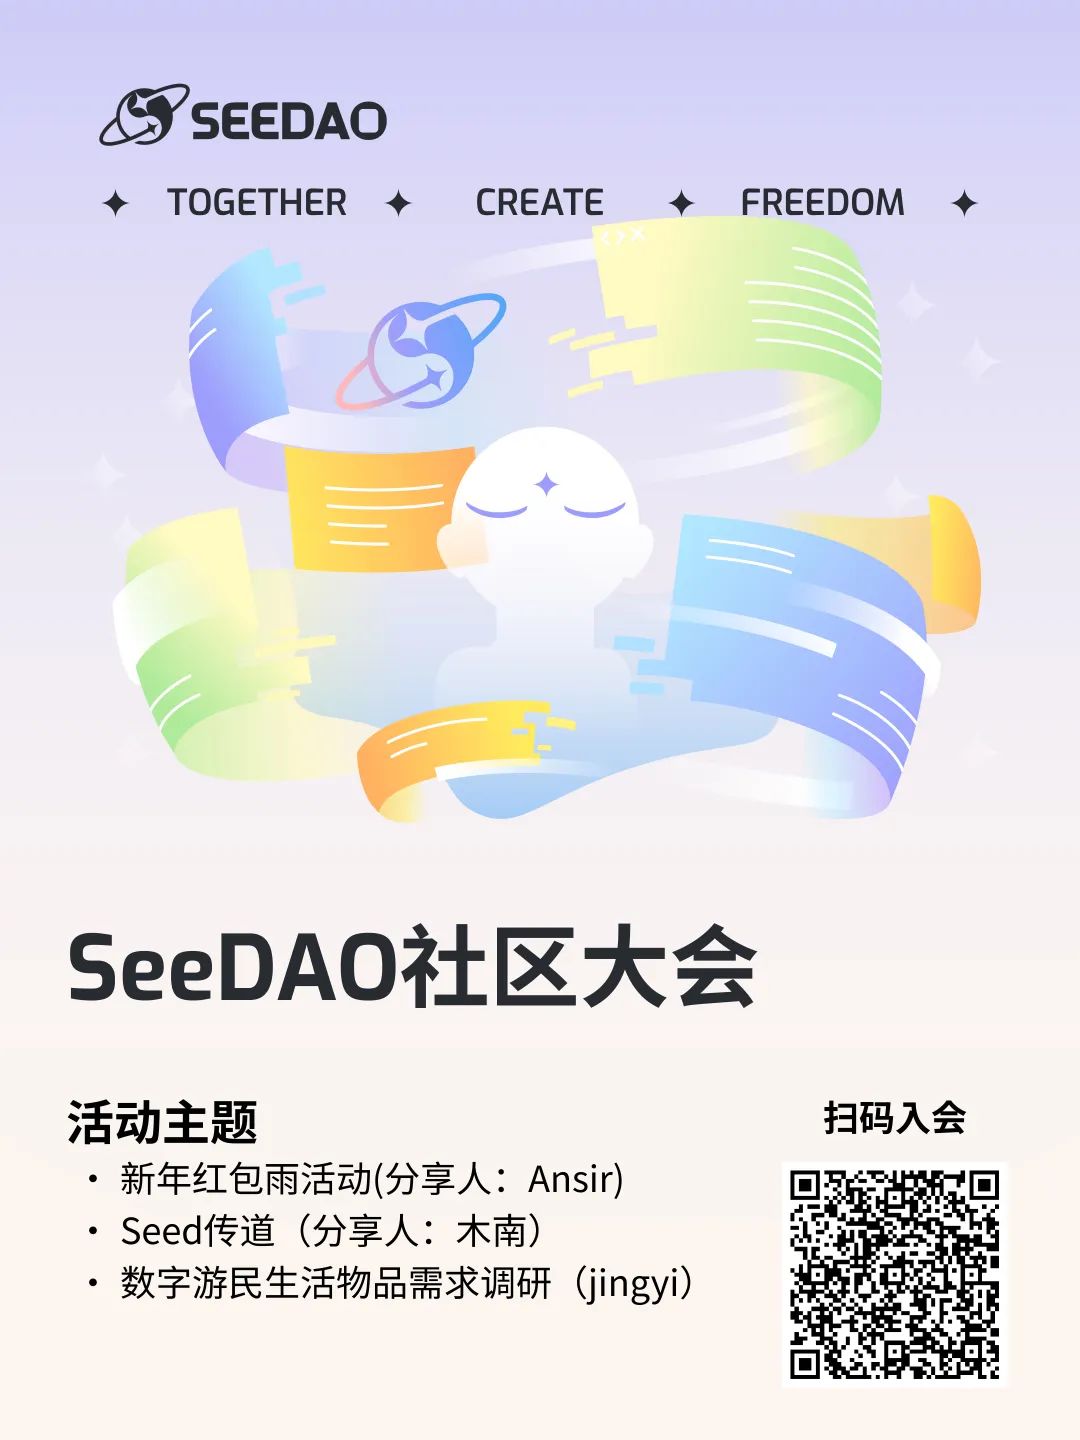 SEEDAO
TOGETHER CREATE FREEDOM
SeeDAO社区大会
活动主题
• 新年红包雨活动(分享人：Ansir)
• Seed传道（分享人：木南）
• 数字游民生活物品需求调研（jingyi）
扫码入会